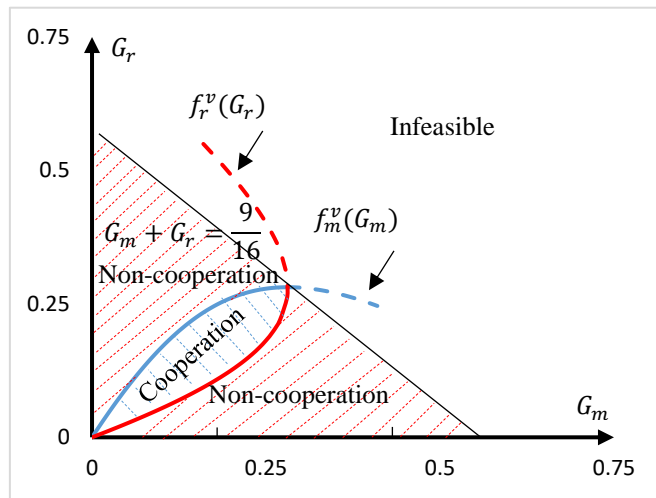 0.75
G_r
f_r^v(G_r)
Infeasible
0.5
f_m^v(G_m)
G_m + G_r = 9/16
Non-cooperation
0.25
Cooperation
Non-cooperation
G_m
0
0 0.25 0.5 0.75